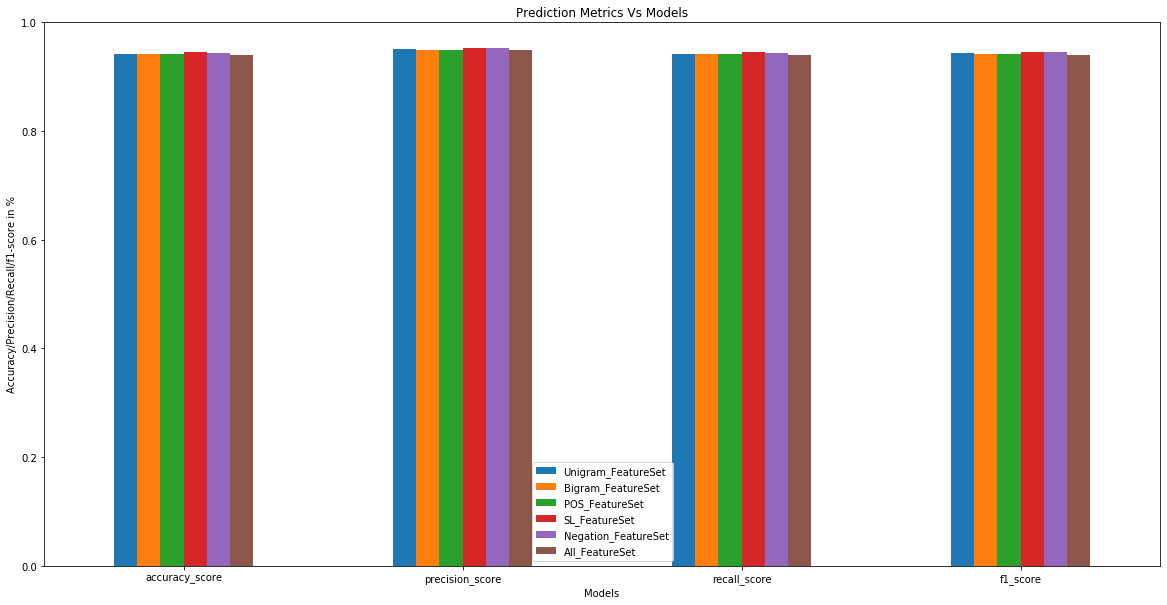 Prediction Metrics Vs Models
Accuracy/Precision/Recall/f1-score in %
1.0
0.8
0.6
0.4
0.2
0.0
Unigram_FeatureSet
Bigram_FeatureSet
POS_FeatureSet
SL_FeatureSet
Negation_FeatureSet
All_FeatureSet
accuracy_score precision_score recall_score f1_score
Models